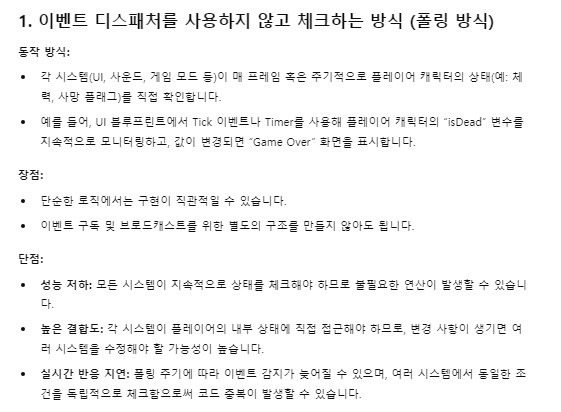 1. 이벤트 디스패처를 사용하지 않고 체크하는 방식 (폴링 방식)
동작 방식:
• 각 시스템(UI, 사운드, 게임 모드 등)이 매 프레임 혹은 주기적으로 플레이어 캐릭터의 상태(예: 체
력, 사망 플래그)를 직접 확인합니다.
• 예를 들어, UI 블루프린트에서 Tick 이벤트나 Timer를 사용해 플레이어 캐릭터의 “isDead” 변수를
지속적으로 모니터링하고, 값이 변경되면 “Game Over” 화면을 표시합니다.
장점:
• 단순한 로직에서는 구현이 직관적일 수 있습니다.
• 이벤트 구독 및 브로드캐스트를 위한 별도의 구조를 만들지 않아도 됩니다.
단점:
• 성능 저하: 모든 시스템이 지속적으로 상태를 체크해야 하므로 불필요한 연산이 발생할 수 있습니
다.
• 높은 결합도: 각 시스템이 플레이어의 내부 상태에 직접 접근해야 하므로, 변경 사항이 생기면 여
러 시스템을 수정해야 할 가능성이 높습니다.
• 실시간 반응 지연: 폴링 주기에 따라 이벤트 감지가 늦어질 수 있으며, 여러 시스템에서 동일한 조
건을 독립적으로 체크함으로써 코드 중복이 발생할 수 있습니다.